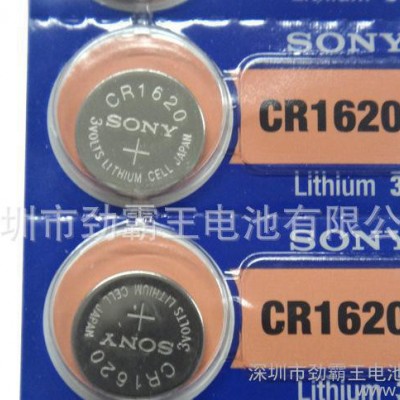 SONY
CR1620
SONY
3VOLTS LITHIUM CELL JAPAN
CR1620
Lithium 3
圳市劲霸王电池有限公
SONY
CR1620
SONY
3VOLTS LITHIUM CELL JAPAN
CR1620
深圳市劲霸王电池
Lithium 3